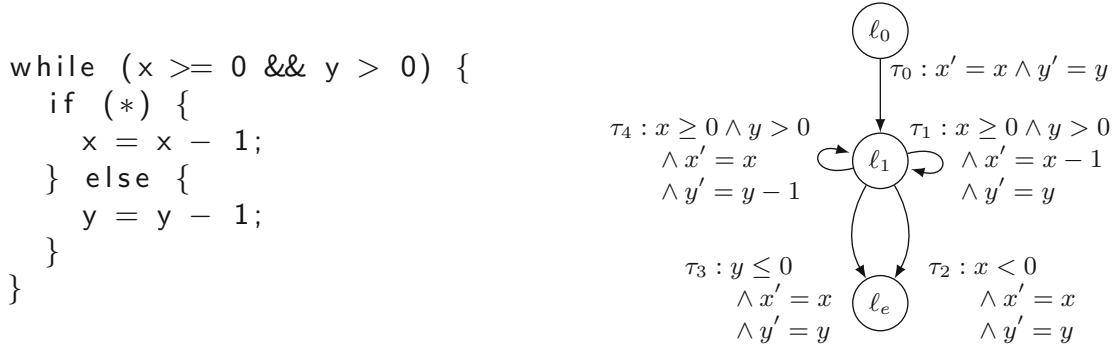 while (x >= 0 && y > 0) {
if (*) {
x = x - 1;
} else {
y = y - 1;
}
}
ℓ₀
τ₀ : x′ = x ∧ y′ = y
τ₄ : x ≥ 0 ∧ y > 0
∧ x′ = x
∧ y′ = y − 1
ℓ₁
τ₁ : x ≥ 0 ∧ y > 0
∧ x′ = x − 1
∧ y′ = y
τ₃ : y ≤ 0
∧ x′ = x
∧ y′ = y
ℓₑ
τ₂ : x < 0
∧ x′ = x
∧ y′ = y